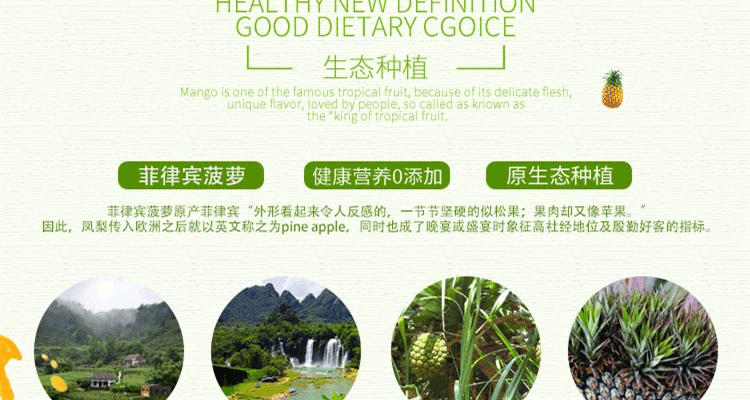 HEALTHY NEW DEFINITION
GOOD DIETARY CGOICE
生态种植
Mango is one of the famous tropical fruit, because of its delicate flesh,
unique flavor, loved by people, so called as known as
the "king of tropical fruit.
菲律宾菠萝 健康营养0添加 原生态种植
菲律宾菠萝原产菲律宾“外形看起来令人反感的，一节节坚硬的似松果；果肉却又像苹果。”
因此，凤梨传入欧洲之后就以英文称之为pine apple，同时也成了晚宴或盛宴时象征高社经地位及殷勤好客的指标。